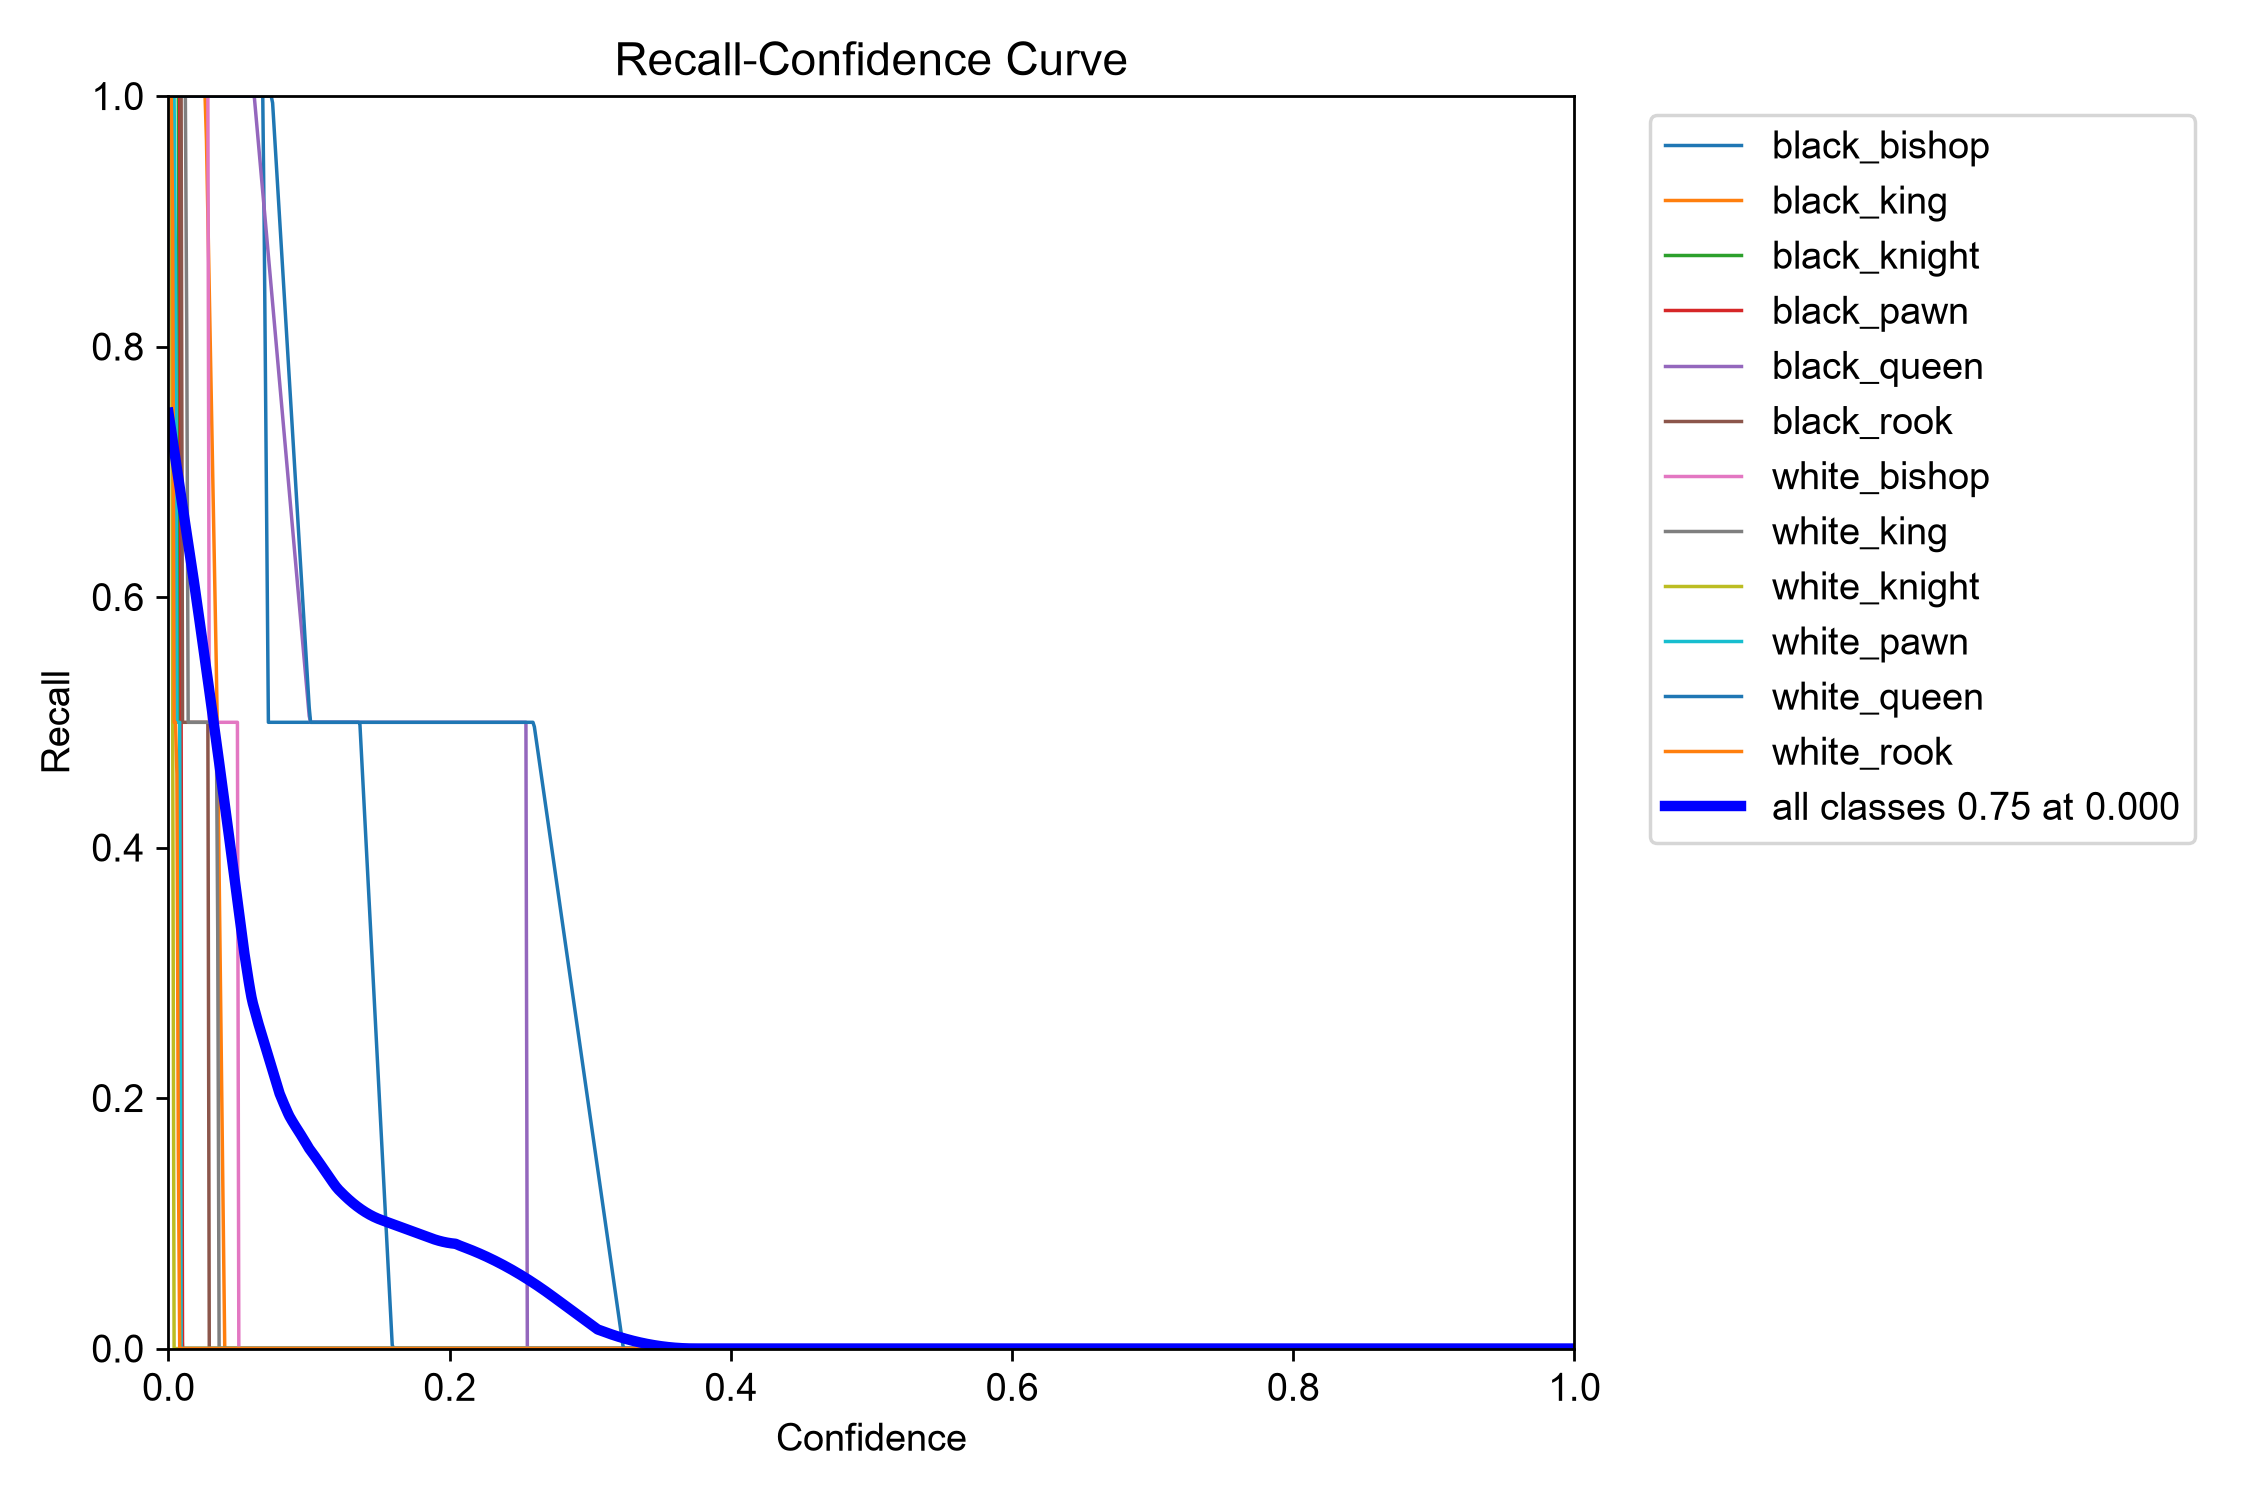 Recall-Confidence Curve
1.0
0.8
0.6
0.4
0.2
0.0
Recall
0.0 0.2 0.4 0.6 0.8 1.0
Confidence
black_bishop
black_king
black_knight
black_pawn
black_queen
black_rook
white_bishop
white_king
white_knight
white_pawn
white_queen
white_rook
all classes 0.75 at 0.000